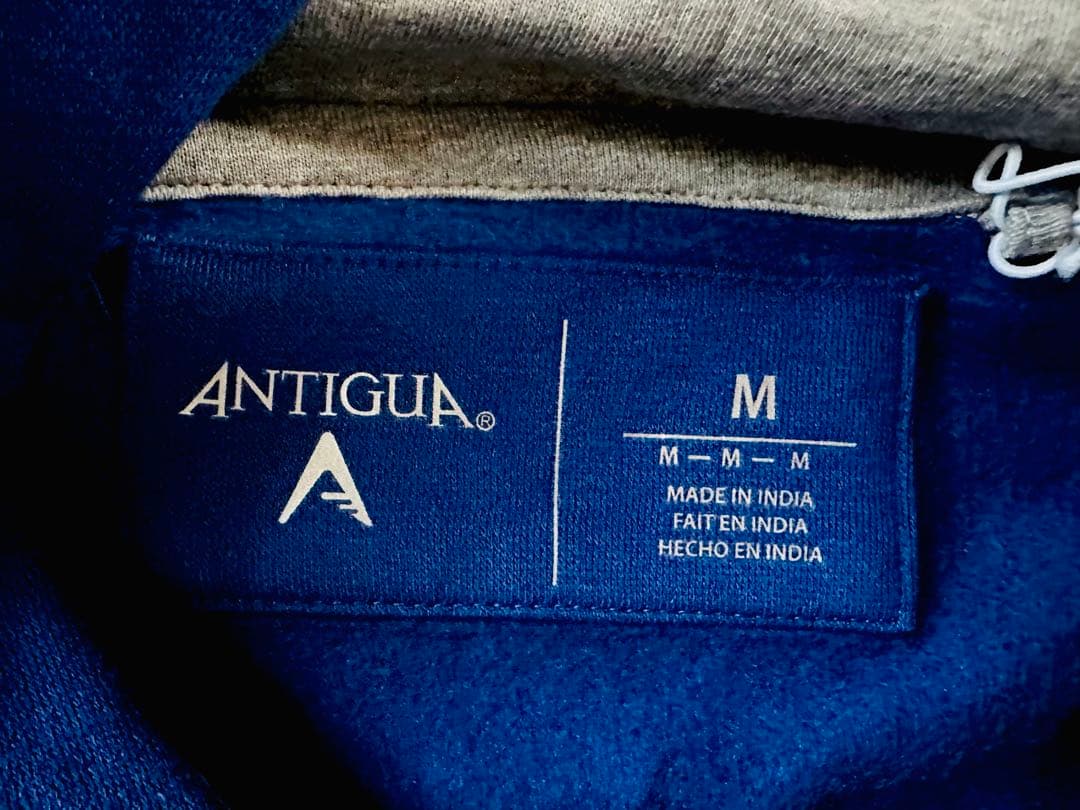 ANTIGUA®
M
M – M – M
MADE IN INDIA
FAIT EN INDIA
HECHO EN INDIA